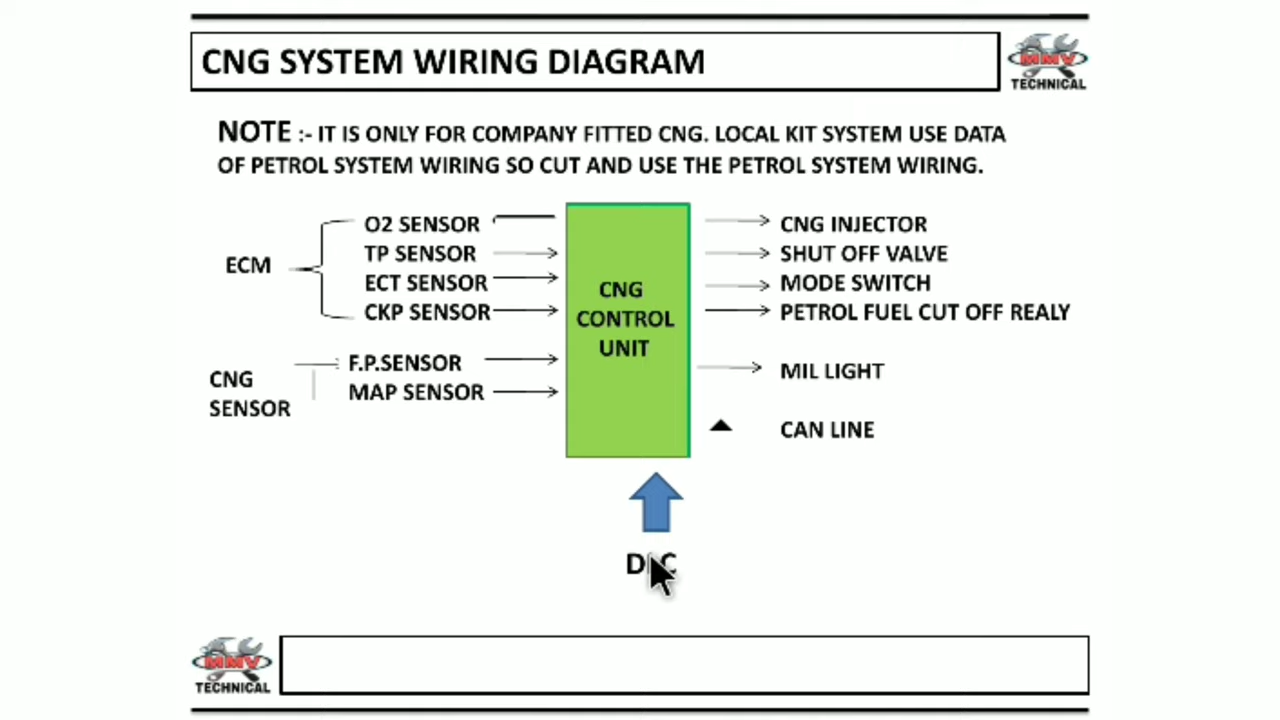 CNG SYSTEM WIRING DIAGRAM
MMV
TECHNICAL
NOTE :- IT IS ONLY FOR COMPANY FITTED CNG. LOCAL KIT SYSTEM USE DATA
OF PETROL SYSTEM WIRING SO CUT AND USE THE PETROL SYSTEM WIRING.
ECM
O2 SENSOR
TP SENSOR
ECT SENSOR
CKP SENSOR
CNG
SENSOR
F.P.SENSOR
MAP SENSOR
CNG
CONTROL
UNIT
CNG INJECTOR
SHUT OFF VALVE
MODE SWITCH
PETROL FUEL CUT OFF REALY
MIL LIGHT
CAN LINE
MMV
TECHNICAL